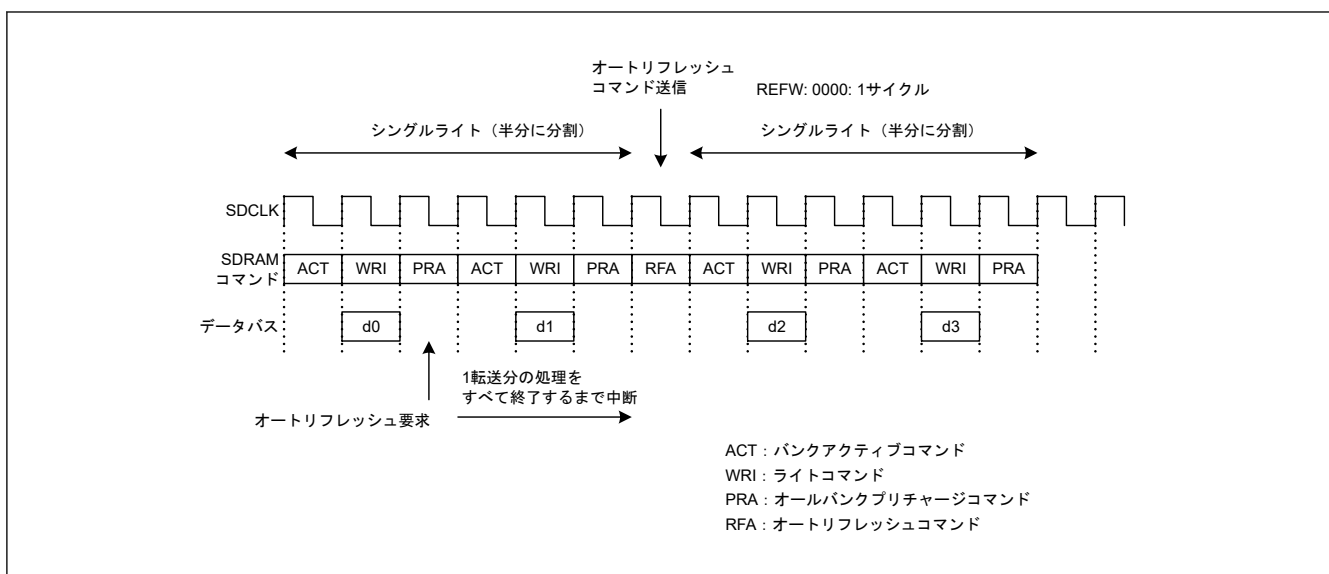 オートリフレッシュ
コマンド送信
REFW: 0000: 1サイクル
シングルライト（半分に分割）
シングルライト（半分に分割）
SDCLK
SDRAM
コマンド
ACT WRI PRA ACT WRI PRA RFA ACT WRI PRA ACT WRI PRA
データバス
d0 d1 d2 d3
1転送分の処理を
すべて終了するまで中断
オートリフレッシュ要求
ACT：バンクアクティブコマンド
WRI：ライトコマンド
PRA：オールバンクプリチャージコマンド
RFA：オートリフレッシュコマンド